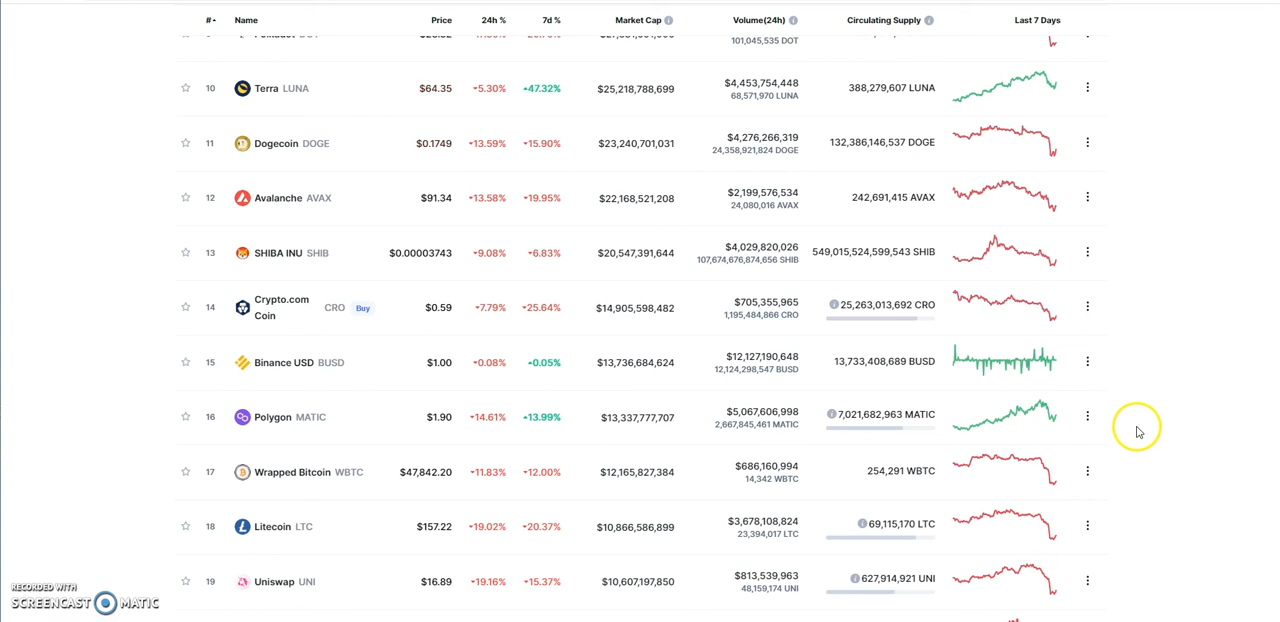 # Name Price 24h % 7d % Market Cap Volume(24h) Circulating Supply Last 7 Days
101,045,535 DOT
10 Terra LUNA $64.35 5.30% 47.32% $25,218,788,699 $4,453,754,448 388,279,607 LUNA
68,571,970 LUNA
11 Dogecoin DOGE $0.1749 13.59% 15.90% $23,240,701,031 $4,276,266,319 132,386,146,537 DOGE
24,358,921,824 DOGE
12 Avalanche AVAX $91.34 13.58% 19.95% $22,168,521,208 $2,199,576,534 242,691,415 AVAX
24,080,016 AVAX
13 SHIBA INU SHIB $0.00003743 9.08% 6.83% $20,547,391,644 $4,029,820,026 549,015,524,599,543 SHIB
107,674,676,874,656 SHIB
14 Crypto.com Coin CRO Buy $0.59 7.79% 25.64% $14,905,598,482 $705,355,965 25,263,013,692 CRO
1,195,484,866 CRO
15 Binance USD BUSD $1.00 0.08% 0.05% $13,736,684,624 $12,127,190,648 13,733,408,689 BUSD
12,124,298,547 BUSD
16 Polygon MATIC $1.90 14.61% 13.99% $13,337,777,707 $5,067,606,998 7,021,682,963 MATIC
2,667,845,461 MATIC
17 Wrapped Bitcoin WBTC $47,842.20 11.83% 12.00% $12,165,827,384 $686,160,994 254,291 WBTC
14,342 WBTC
18 Litecoin LTC $157.22 19.02% 20.37% $10,866,586,899 $3,678,108,824 69,115,170 LTC
23,394,017 LTC
19 Uniswap UNI $16.89 19.16% 15.37% $10,607,197,850 $813,539,963 627,914,921 UNI
48,159,174 UNI
RECORDED WITH
SCREENCAST MATIC